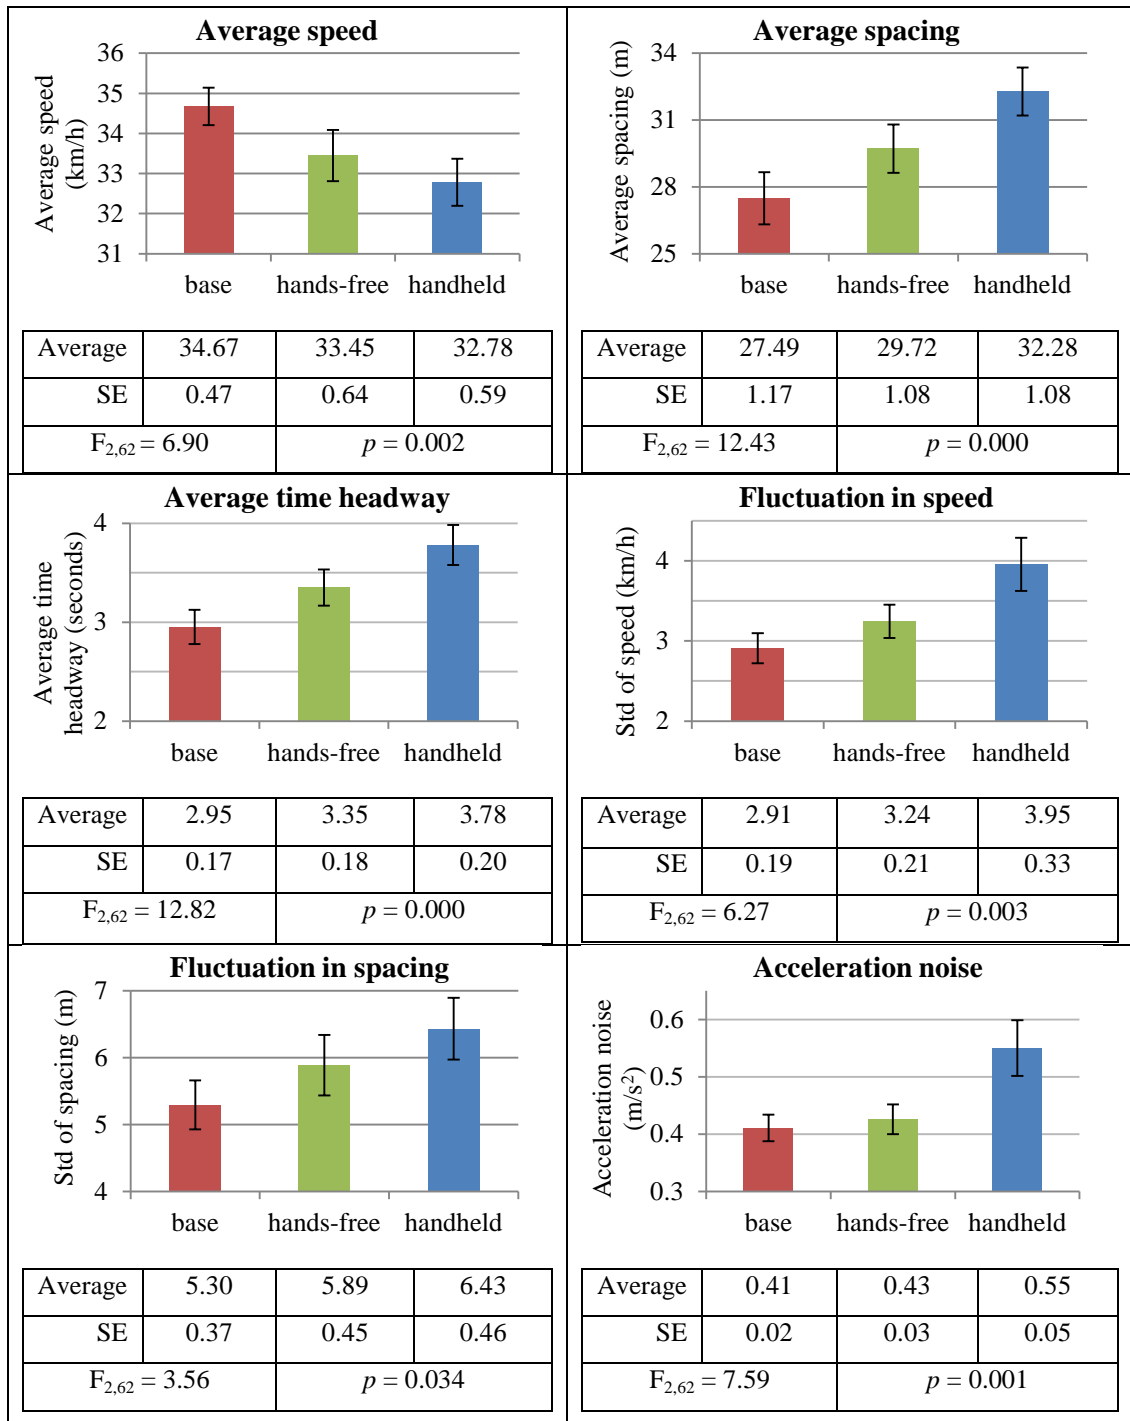 Average speed
36
35
34
33
32
31
Average speed
(km/h)
base hands-free handheld
Average 34.67 33.45 32.78
SE 0.47 0.64 0.59
F2,62 = 6.90 p = 0.002
Average spacing
34
31
28
25
Average spacing (m)
base hands-free handheld
Average 27.49 29.72 32.28
SE 1.17 1.08 1.08
F2,62 = 12.43 p = 0.000
Average time headway
4
3
2
Average time
headway (seconds)
base hands-free handheld
Average 2.95 3.35 3.78
SE 0.17 0.18 0.20
F2,62 = 12.82 p = 0.000
Fluctuation in speed
4
3
2
Std of speed (km/h)
base hands-free handheld
Average 2.91 3.24 3.95
SE 0.19 0.21 0.33
F2,62 = 6.27 p = 0.003
Fluctuation in spacing
7
6
5
4
Std of spacing (m)
base hands-free handheld
Average 5.30 5.89 6.43
SE 0.37 0.45 0.46
F2,62 = 3.56 p = 0.034
Acceleration noise
0.6
0.5
0.4
0.3
Acceleration noise
(m/s²)
base hands-free handheld
Average 0.41 0.43 0.55
SE 0.02 0.03 0.05
F2,62 = 7.59 p = 0.001